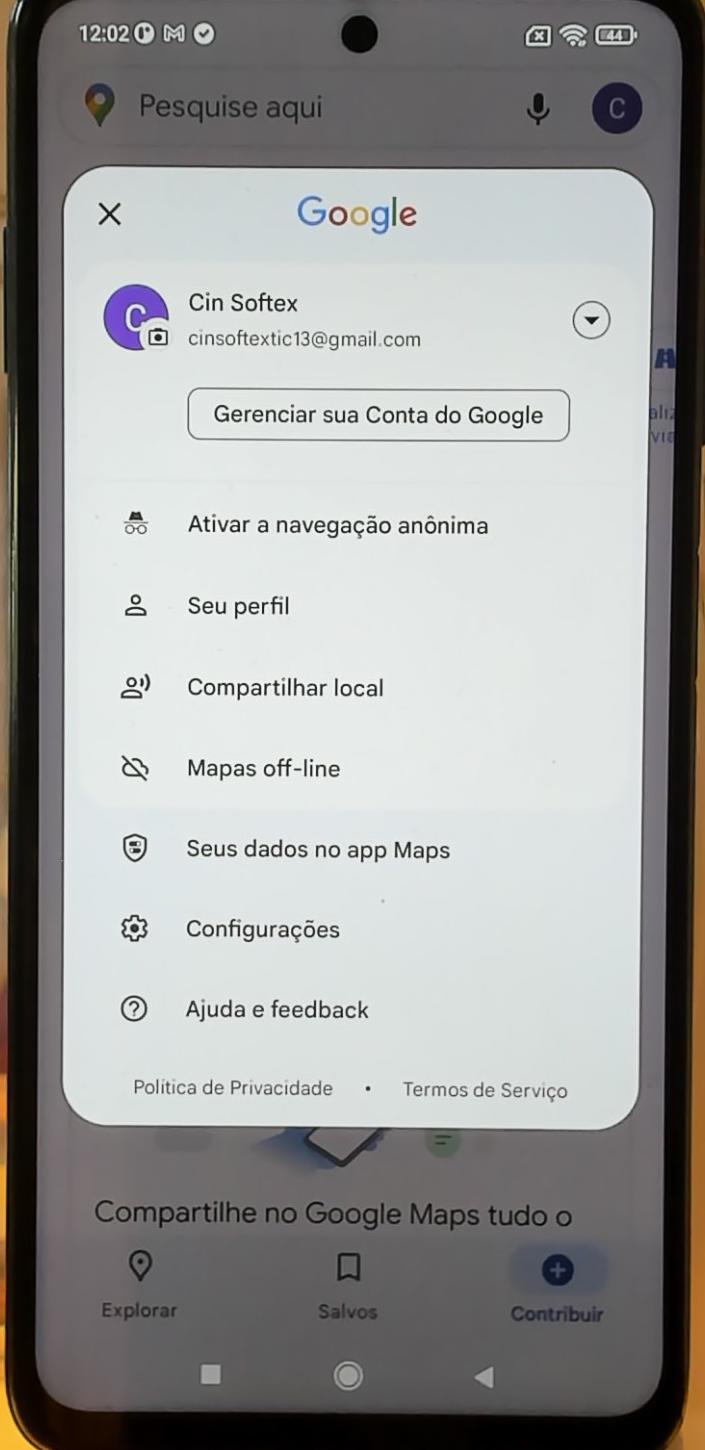 12:02 44
Pesquise aqui C
Google
C Cin Softex
cinsoftextic13@gmail.com
Gerenciar sua Conta do Google
Ativar a navegação anônima
Seu perfil
Compartilhar local
Mapas off-line
Seus dados no app Maps
Configurações
Ajuda e feedback
Política de Privacidade • Termos de Serviço
Compartilhe no Google Maps tudo o
Explorar Salvos Contribuir